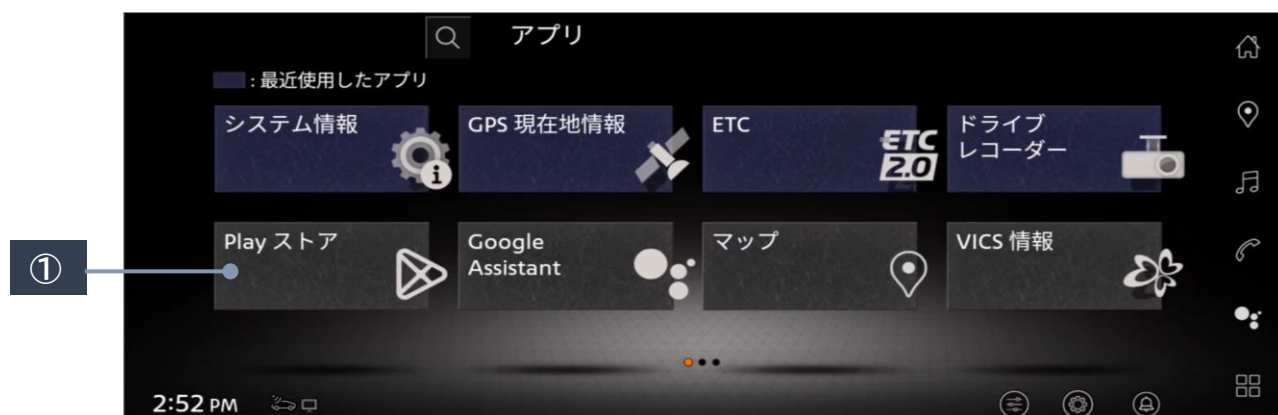 アプリ
: 最近使用したアプリ
システム情報
GPS 現在地情報
ETC
ETC
2.0
ドライブ
レコーダー
①
Play ストア
Google
Assistant
マップ
VICS 情報
2:52 PM